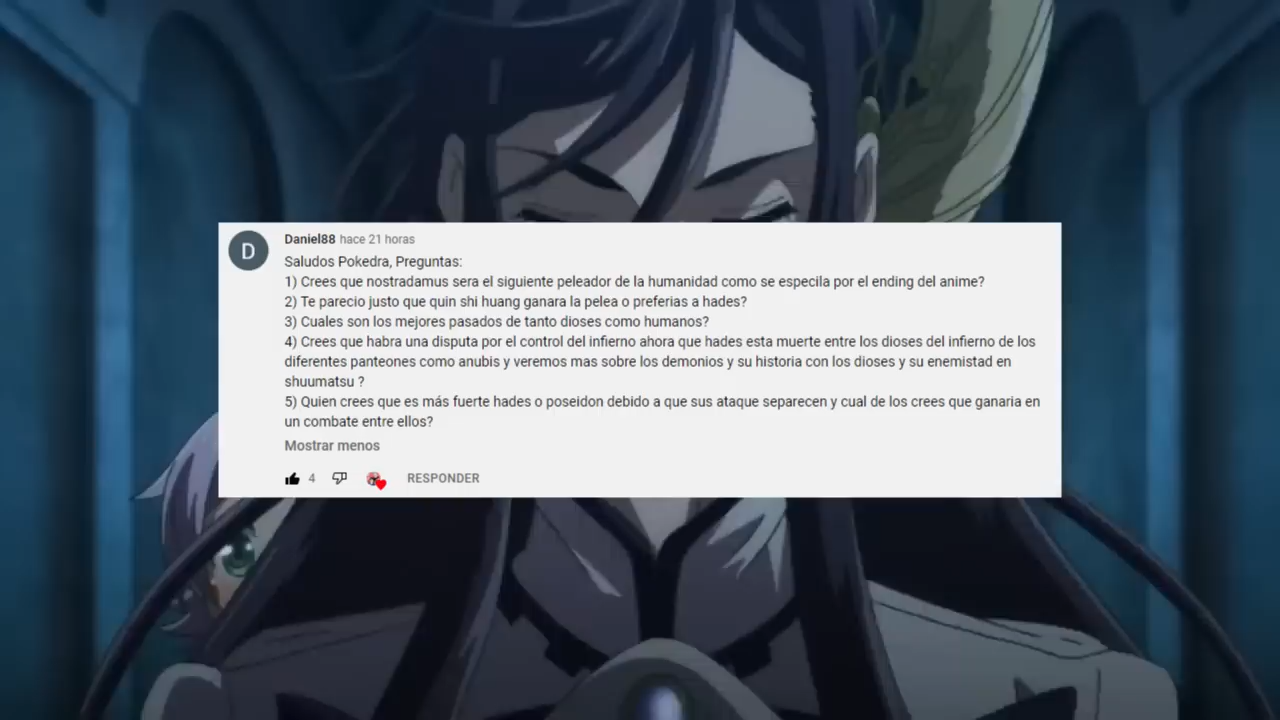 D
Daniel88 hace 21 horas
Saludos Pokedra, Preguntas:
1) Crees que nostradamus sera el siguiente peleador de la humanidad como se especila por el ending del anime?
2) Te parecio justo que quin shi huang ganara la pelea o preferias a hades?
3) Cuales son los mejores pasados de tanto dioses como humanos?
4) Crees que habra una disputa por el control del infierno ahora que hades esta muerte entre los dioses del infierno de los
diferentes panteones como anubis y veremos mas sobre los demonios y su historia con los dioses y su enemistad en
shuumatsu ?
5) Quien crees que es más fuerte hades o poseidon debido a que sus ataque separecen y cual de los crees que ganaria en
un combate entre ellos?
Mostrar menos
4 RESPONDER